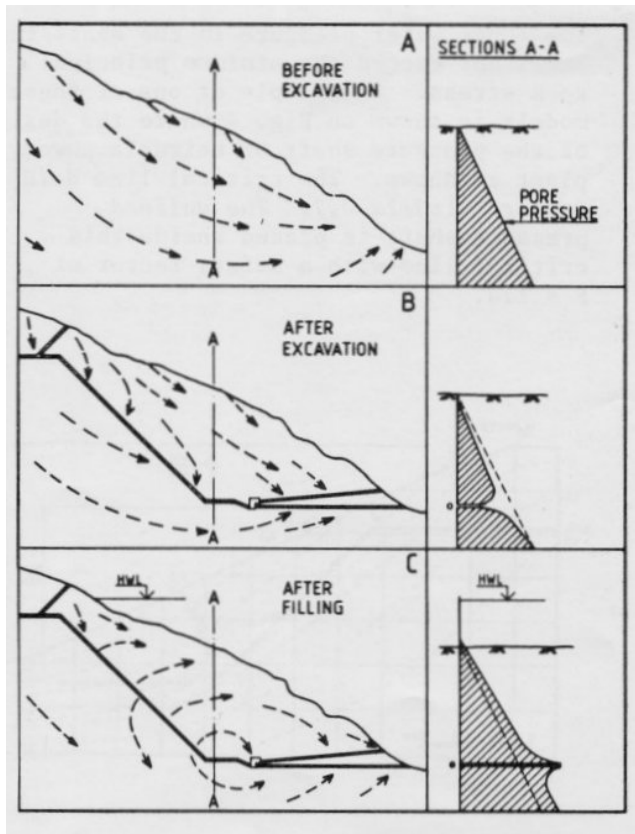 A
BEFORE
EXCAVATION
A
A
SECTIONS A-A
PORE
PRESSURE
B
AFTER
EXCAVATION
A
A
C
HWL
AFTER
FILLING
A
A
HWL